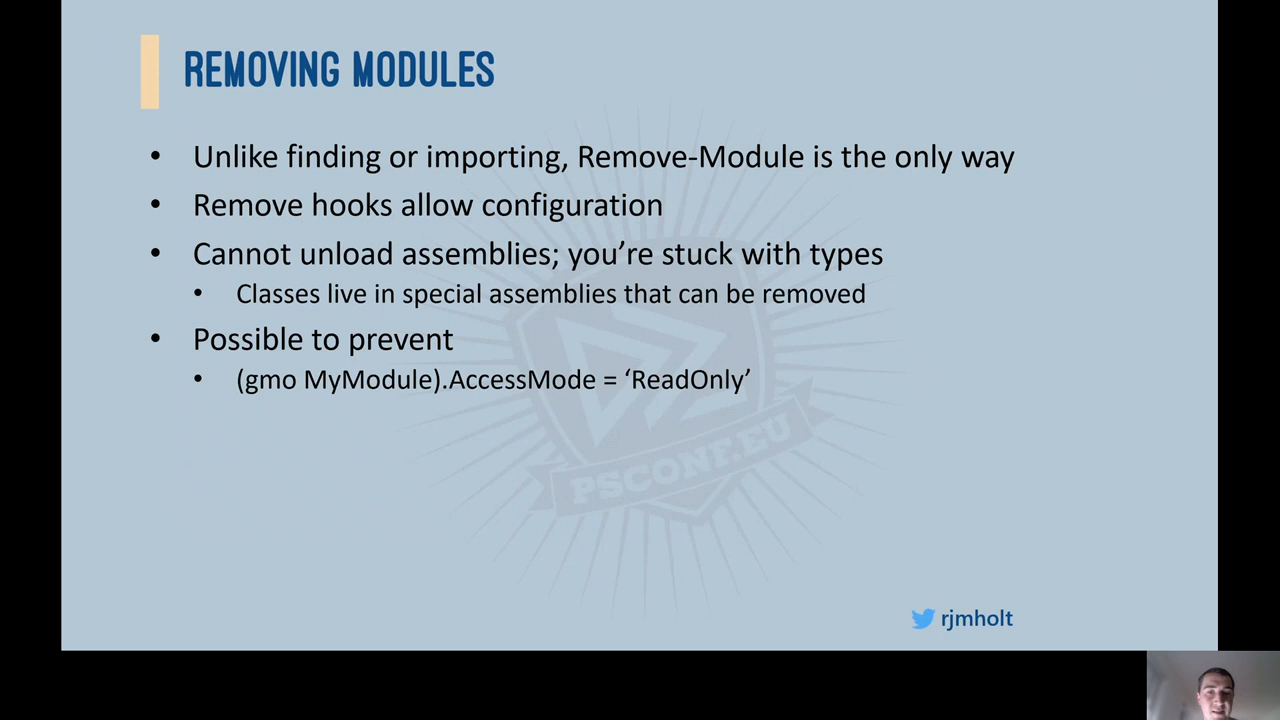 REMOVING MODULES
• Unlike finding or importing, Remove-Module is the only way
• Remove hooks allow configuration
• Cannot unload assemblies; you’re stuck with types
• Classes live in special assemblies that can be removed
• Possible to prevent
• (gmo MyModule).AccessMode = ‘ReadOnly’
PSCONF.EU
rjmholt